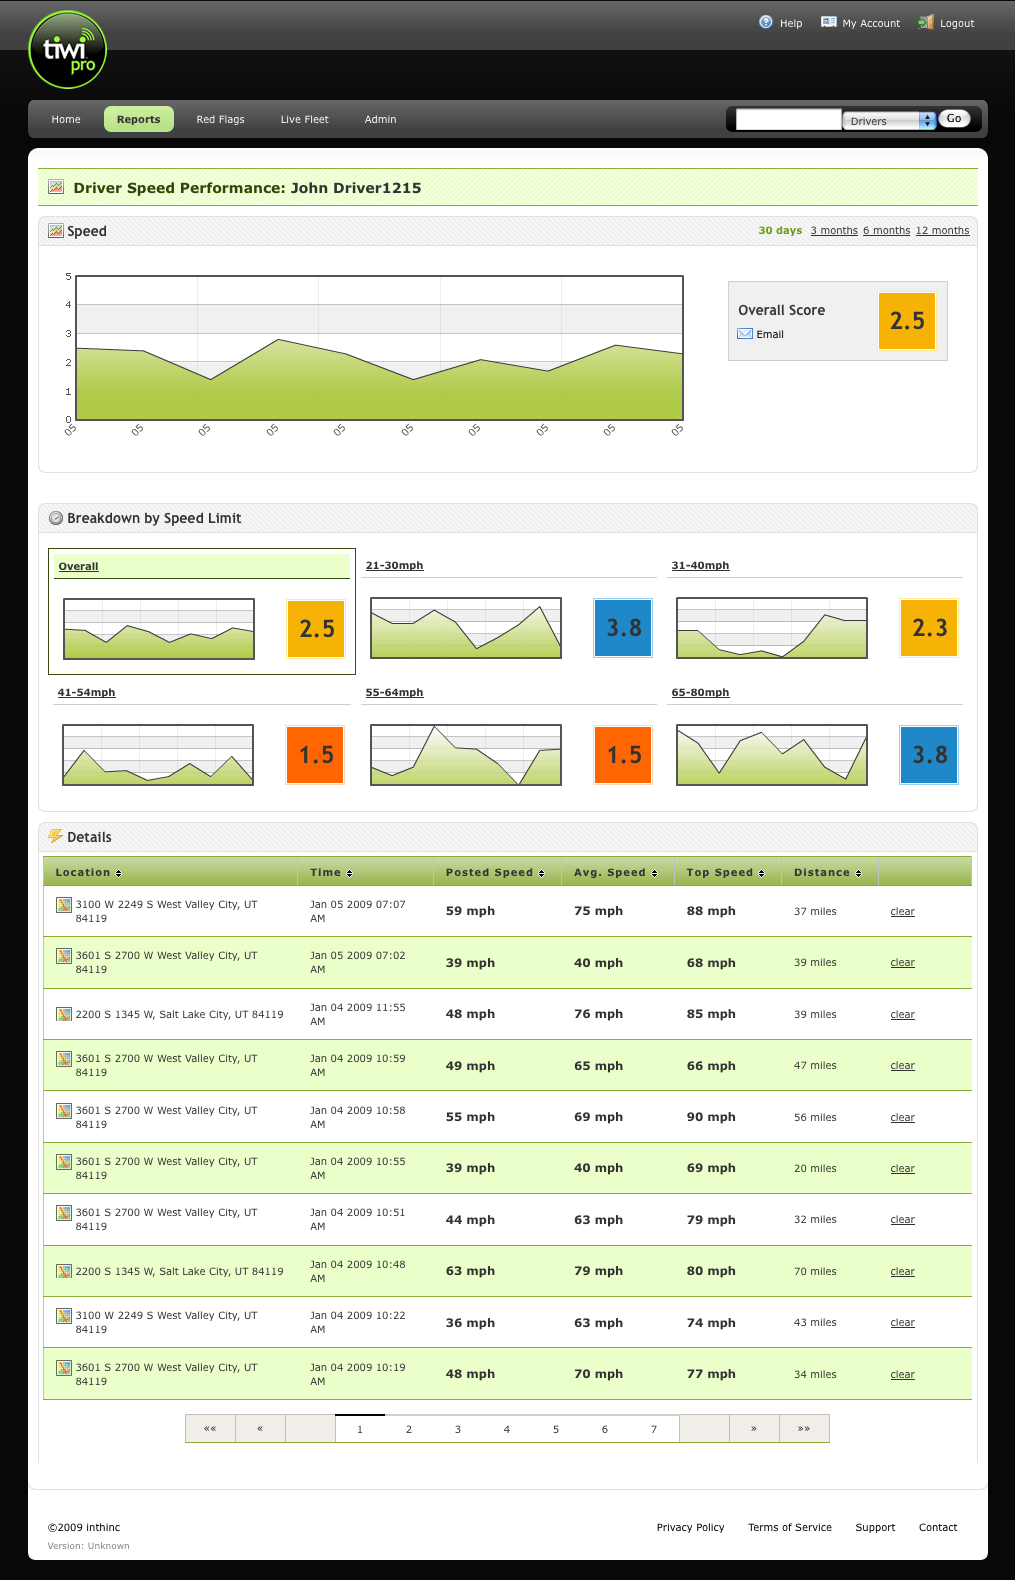 tiwi
pro
Help My Account Logout
Home Reports Red Flags Live Fleet Admin Drivers Go
Driver Speed Performance: John Driver1215
Speed 30 days 3 months 6 months 12 months
5
4
3
2
1
0
05 05 05 05 05 05 05 05 05 05
Overall Score
2.5
Email
Breakdown by Speed Limit
Overall 21-30mph 31-40mph
2.5 3.8 2.3
41-54mph 55-64mph 65-80mph
1.5 1.5 3.8
Details
Location Time Posted Speed Avg. Speed Top Speed Distance
3100 W 2249 S West Valley City, UT
84119
Jan 05 2009 07:07
AM
59 mph 75 mph 88 mph 37 miles clear
3601 S 2700 W West Valley City, UT
84119
Jan 05 2009 07:02
AM
39 mph 40 mph 68 mph 39 miles clear
2200 S 1345 W, Salt Lake City, UT 84119
Jan 04 2009 11:55
AM
48 mph 76 mph 85 mph 39 miles clear
3601 S 2700 W West Valley City, UT
84119
Jan 04 2009 10:59
AM
49 mph 65 mph 66 mph 47 miles clear
3601 S 2700 W West Valley City, UT
84119
Jan 04 2009 10:58
AM
55 mph 69 mph 90 mph 56 miles clear
3601 S 2700 W West Valley City, UT
84119
Jan 04 2009 10:55
AM
39 mph 40 mph 69 mph 20 miles clear
3601 S 2700 W West Valley City, UT
84119
Jan 04 2009 10:51
AM
44 mph 63 mph 79 mph 32 miles clear
2200 S 1345 W, Salt Lake City, UT 84119
Jan 04 2009 10:48
AM
63 mph 79 mph 80 mph 70 miles clear
3100 W 2249 S West Valley City, UT
84119
Jan 04 2009 10:22
AM
36 mph 63 mph 74 mph 43 miles clear
3601 S 2700 W West Valley City, UT
84119
Jan 04 2009 10:19
AM
48 mph 70 mph 77 mph 34 miles clear
«« « 1 2 3 4 5 6 7 » »»
©2009 inthinc Privacy Policy Terms of Service Support Contact
Version: Unknown